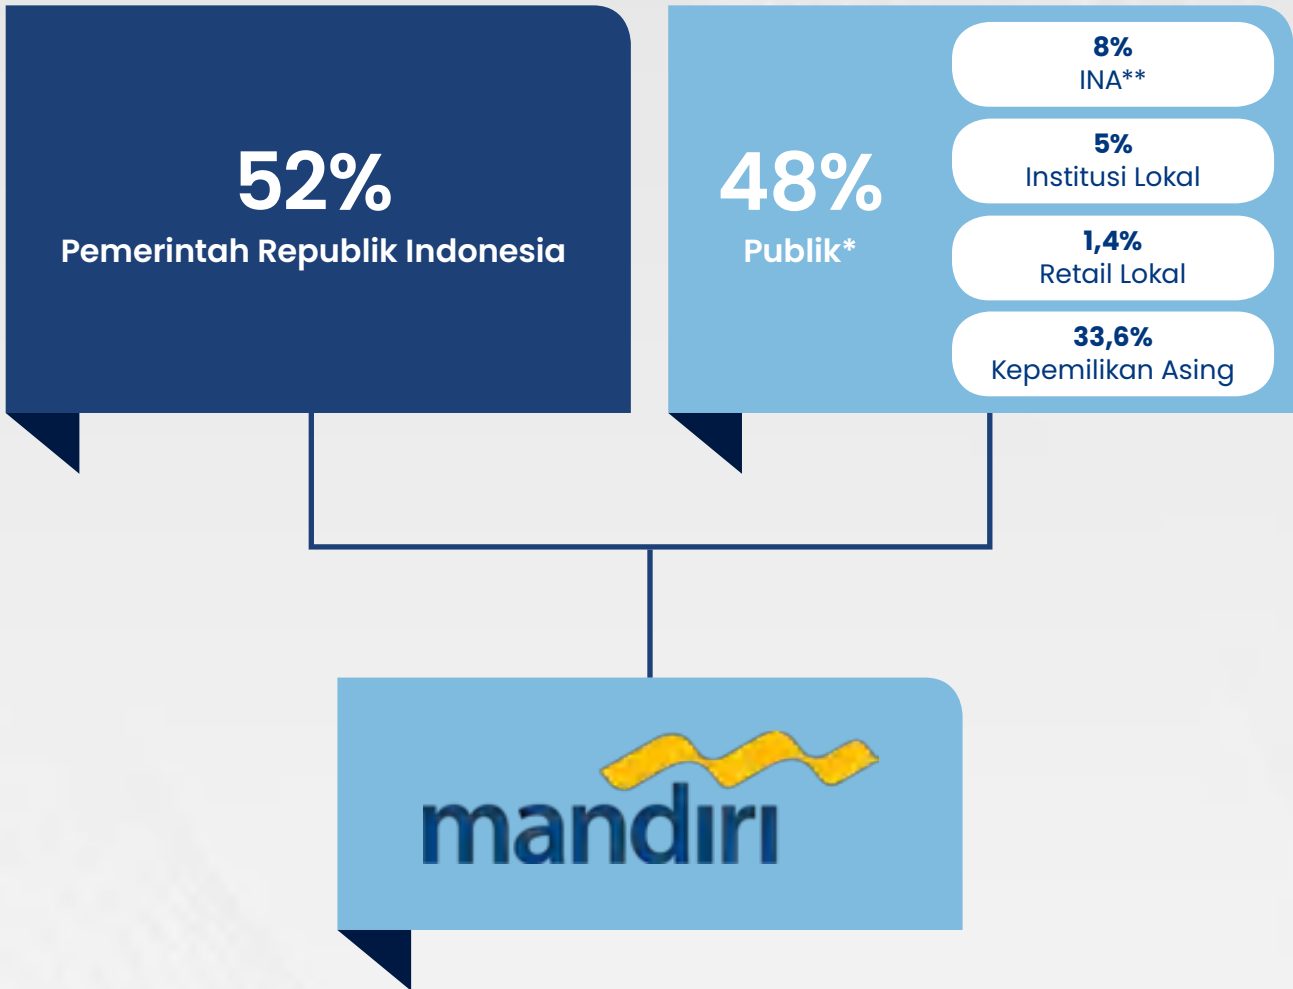 52%
Pemerintah Republik Indonesia
48%
Publik*
8%
INA**
5%
Institusi Lokal
1,4%
Retail Lokal
33,6%
Kepemilikan Asing
mandiri